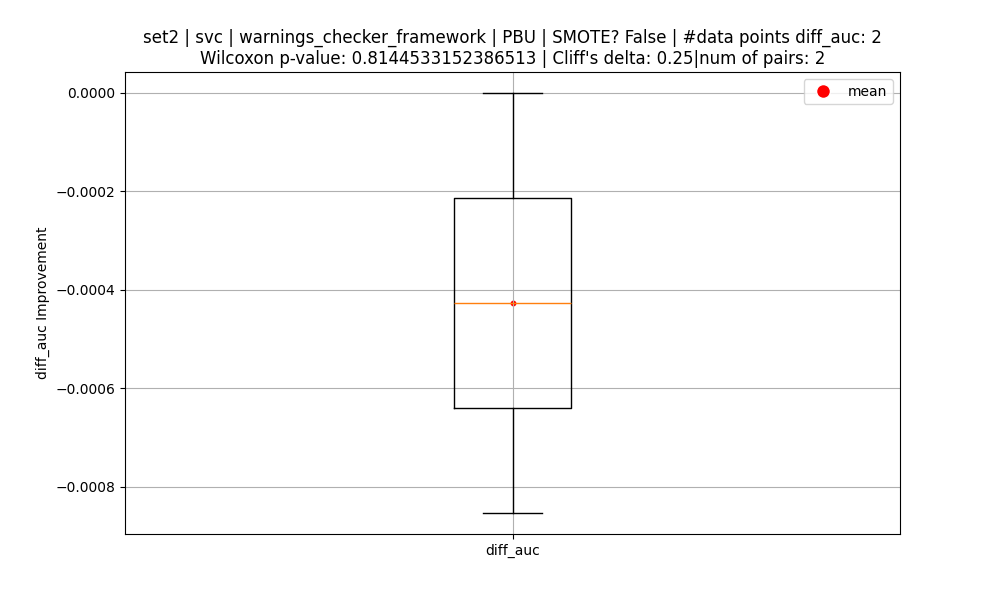 set2 | svc | warnings_checker_framework | PBU | SMOTE? False | #data points diff_auc: 2
Wilcoxon p-value: 0.8144533152386513 | Cliff's delta: 0.25|num of pairs: 2
mean
0.0000
−0.0002
−0.0004
−0.0006
−0.0008
diff_auc Improvement
diff_auc